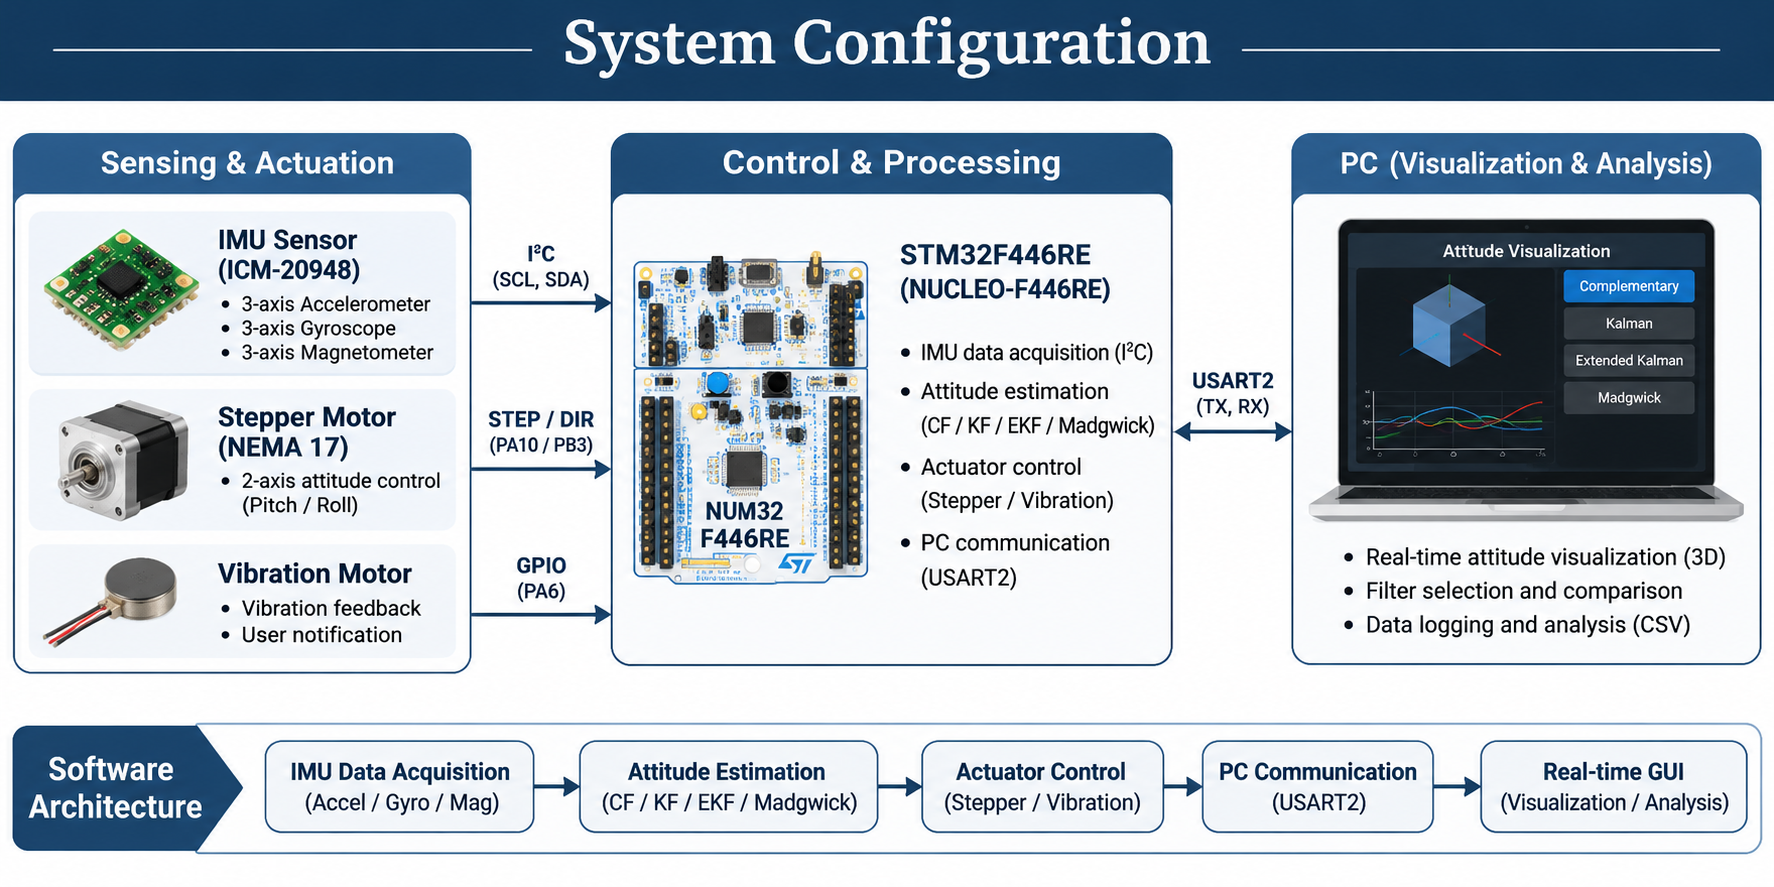 System Configuration
Sensing & Actuation
IMU Sensor
(ICM-20948)
• 3-axis Accelerometer
• 3-axis Gyroscope
• 3-axis Magnetometer
Stepper Motor
(NEMA 17)
• 2-axis attitude control
(Pitch / Roll)
Vibration Motor
• Vibration feedback
• User notification
I²C
(SCL, SDA)
STEP / DIR
(PA10 / PB3)
GPIO
(PA6)
Control & Processing
NUM32
F446RE
ST
STM32F446RE
(NUCLEO-F446RE)
• IMU data acquisition (I²C)
• Attitude estimation
(CF / KF / EKF / Madgwick)
• Actuator control
(Stepper / Vibration)
• PC communication
(USART2)
USART2
(TX, RX)
PC (Visualization & Analysis)
Attitude Visualization
Complementary
Kalman
Extended Kalman
Madgwick
• Real-time attitude visualization (3D)
• Filter selection and comparison
• Data logging and analysis (CSV)
Software
Architecture
IMU Data Acquisition
(Accel / Gyro / Mag)
Attitude Estimation
(CF / KF / EKF / Madgwick)
Actuator Control
(Stepper / Vibration)
PC Communication
(USART2)
Real-time GUI
(Visualization / Analysis)